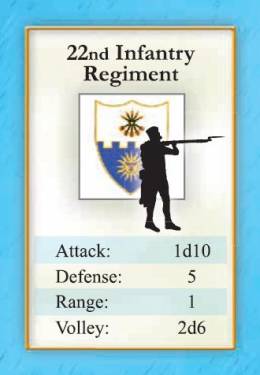 22nd Infantry
Regiment
Attack: 1d10
Defense: 5
Range: 1
Volley: 2d6